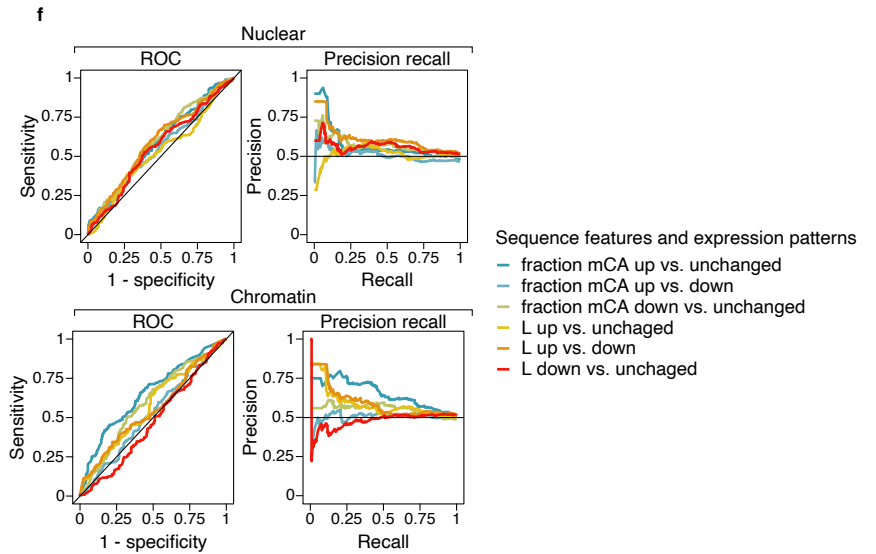 f
Nuclear
ROC
Precision recall
1
0.75
0.5
0.25
0
Sensitivity
0 0.25 0.5 0.75 1
1 - specificity
1
0.75
0.5
0.25
0
Precision
0 0.25 0.5 0.75 1
Recall
Sequence features and expression patterns
fraction mCA up vs. unchanged
fraction mCA up vs. down
fraction mCA down vs. unchanged
L up vs. unchaged
L up vs. down
L down vs. unchaged
Chromatin
ROC
Precision recall
1
0.75
0.5
0.25
0
Sensitivity
0 0.25 0.5 0.75 1
1 - specificity
1
0.75
0.5
0.25
0
Precision
0 0.25 0.5 0.75 1
Recall